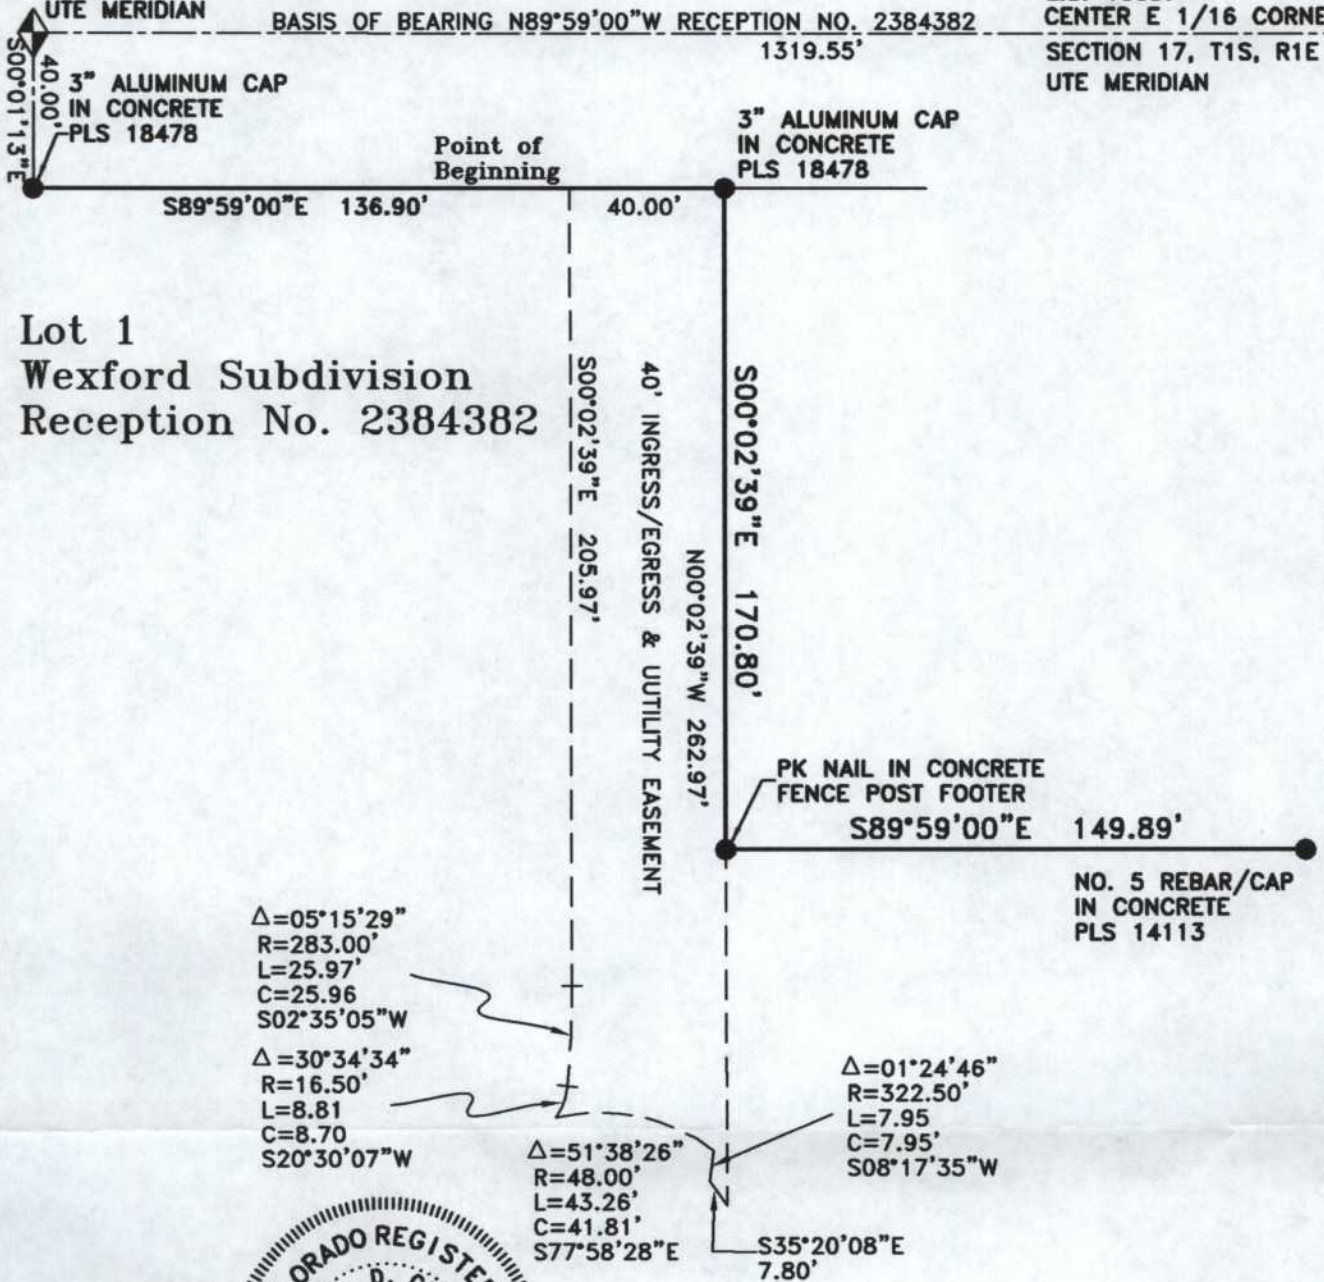 UTE MERIDIAN
BASIS OF BEARING N89°59'00"W RECEPTION NO. 2384382
1319.55'
CENTER E 1/16 CORNE
SECTION 17, T1S, R1E
UTE MERIDIAN
S00°01'13"E
40.00'
3" ALUMINUM CAP
IN CONCRETE
PLS 18478
Point of
Beginning
3" ALUMINUM CAP
IN CONCRETE
PLS 18478
S89°59'00"E 136.90'
40.00'
Lot 1
Wexford Subdivision
Reception No. 2384382
S00°02'39"E 205.97'
40' INGRESS/EGRESS & UUTILITY EASEMENT
N00°02'39"W 262.97'
S00°02'39"E 170.80'
PK NAIL IN CONCRETE
FENCE POST FOOTER
S89°59'00"E 149.89'
NO. 5 REBAR/CAP
IN CONCRETE
PLS 14113
Δ=05°15'29"
R=283.00'
L=25.97'
C=25.96
S02°35'05"W
Δ=30°34'34"
R=16.50'
L=8.81
C=8.70
S20°30'07"W
Δ=51°38'26"
R=48.00'
L=43.26'
C=41.81'
S77°58'28"E
Δ=01°24'46"
R=322.50'
L=7.95
C=7.95'
S08°17'35"W
S35°20'08"E
7.80'
ORADO REGISTE
D.